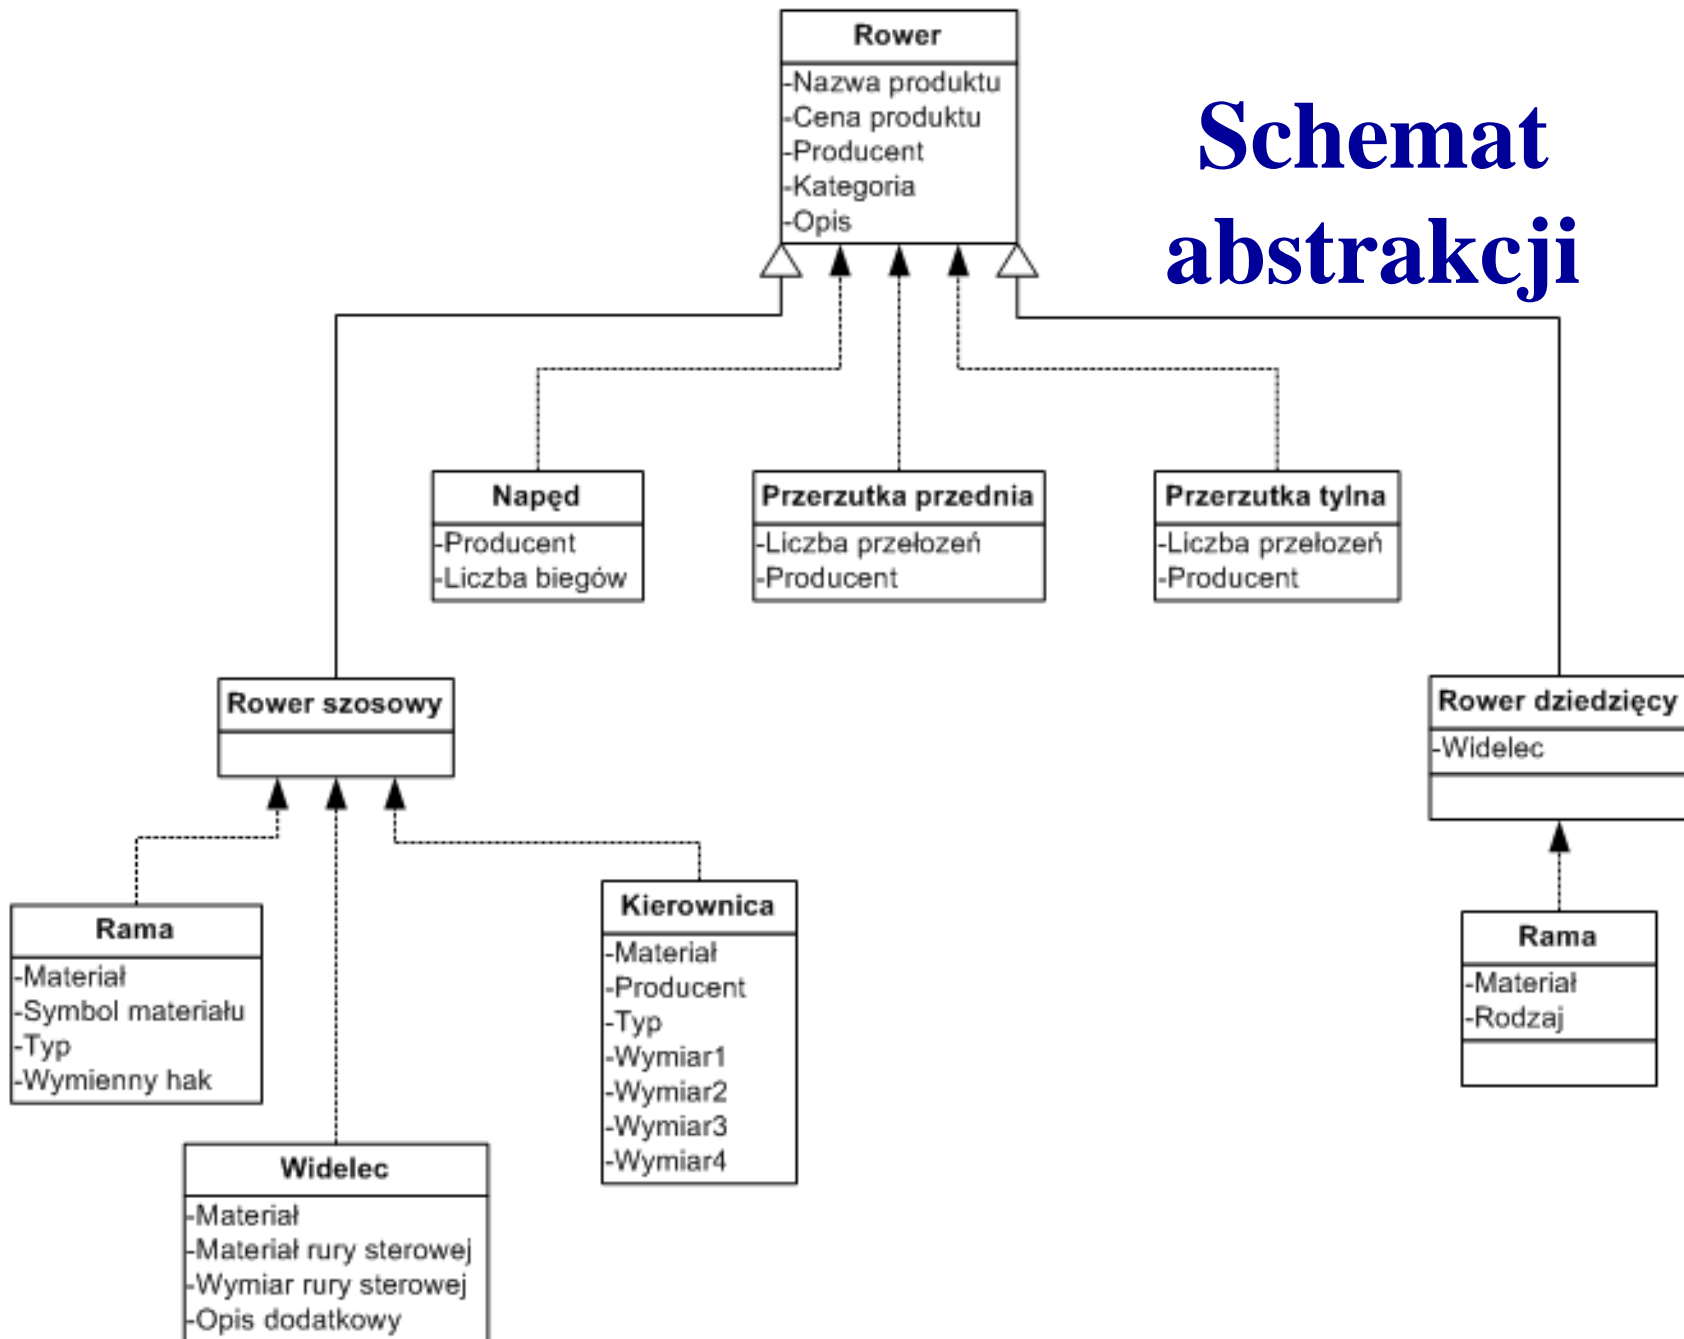 Rower
-Nazwa produktu
-Cena produktu
-Producent
-Kategoria
-Opis
Schemat
abstrakcji
Napęd
-Producent
-Liczba biegów
Przerzutka przednia
-Liczba przełozeń
-Producent
Przerzutka tylna
-Liczba przełozeń
-Producent
Rower szosowy
Rower dziedzięcy
-Widelec
Rama
-Materiał
-Symbol materiału
-Typ
-Wymienny hak
Kierownica
-Materiał
-Producent
-Typ
-Wymiar1
-Wymiar2
-Wymiar3
-Wymiar4
Rama
-Materiał
-Rodzaj
Widelec
-Materiał
-Materiał rury sterowej
-Wymiar rury sterowej
-Opis dodatkowy